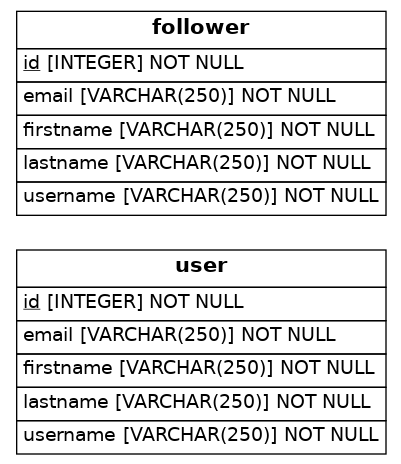 follower
id [INTEGER] NOT NULL
email [VARCHAR(250)] NOT NULL
firstname [VARCHAR(250)] NOT NULL
lastname [VARCHAR(250)] NOT NULL
username [VARCHAR(250)] NOT NULL
user
id [INTEGER] NOT NULL
email [VARCHAR(250)] NOT NULL
firstname [VARCHAR(250)] NOT NULL
lastname [VARCHAR(250)] NOT NULL
username [VARCHAR(250)] NOT NULL